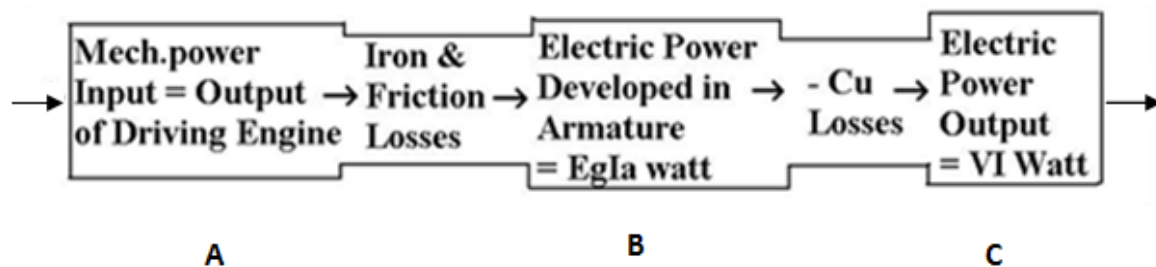 Mech.power
Input = Output
of Driving Engine
→ Iron &
Friction
Losses
→ Electric Power
Developed in
Armature
= EgIa watt
→ - Cu
Losses
→ Electric
Power
Output
= VI Watt
A
B
C